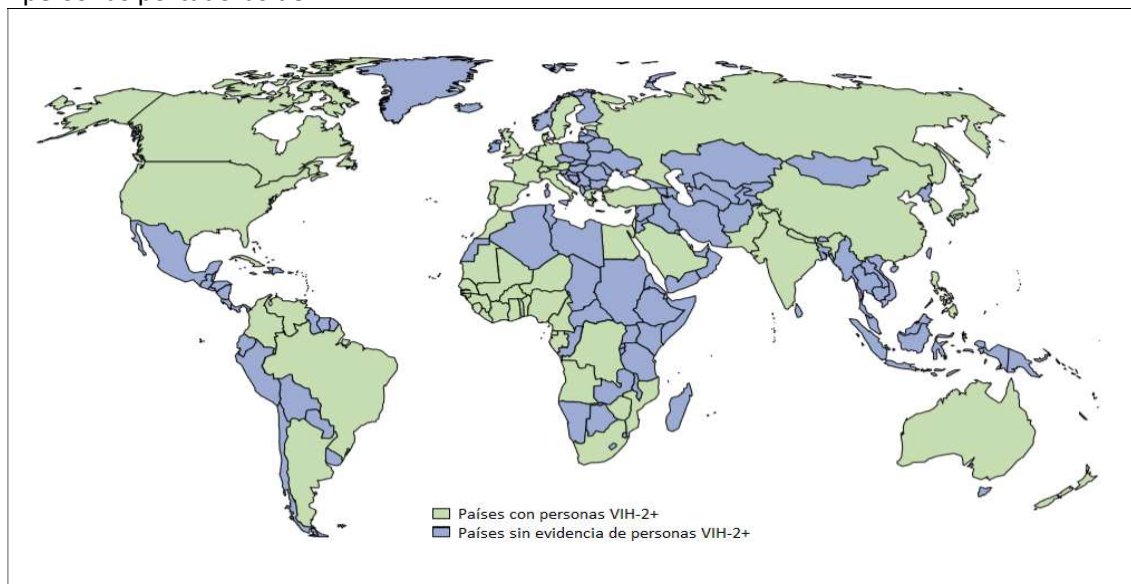 Países con personas VIH-2+
Países sin evidencia de personas VIH-2+